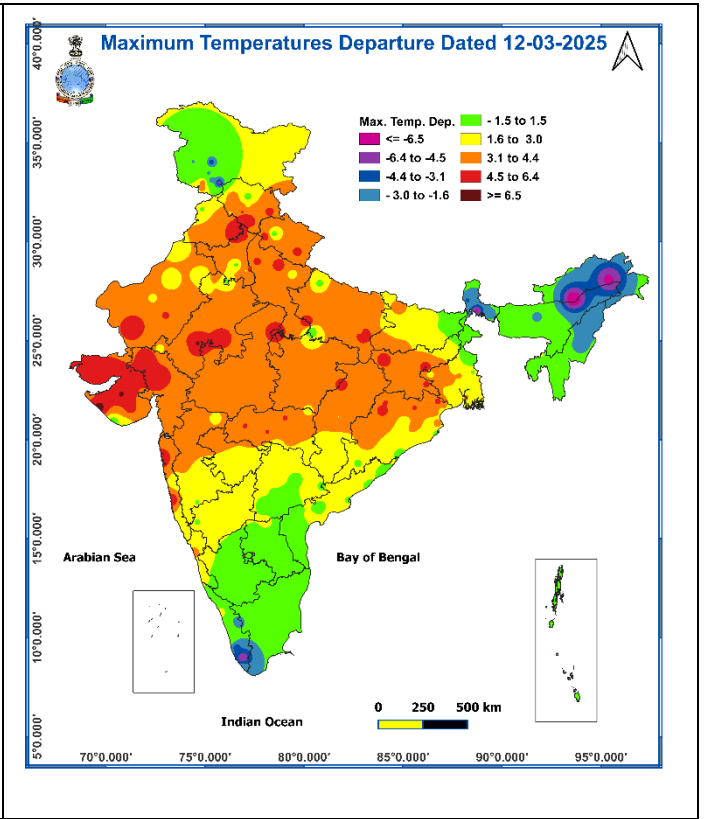 Maximum Temperatures Departure Dated 12-03-2025
Max. Temp. Dep.
<= -6.5
-6.4 to -4.5
-4.4 to -3.1
- 3.0 to -1.6
- 1.5 to 1.5
1.6 to 3.0
3.1 to 4.4
4.5 to 6.4
>= 6.5
40°0.000'
35°0.000'
30°0.000'
25°0.000'
20°0.000'
15°0.000'
10°0.000'
5°0.000'
Arabian Sea
Bay of Bengal
Indian Ocean
0 250 500 km
70°0.000' 75°0.000' 80°0.000' 85°0.000' 90°0.000' 95°0.000'